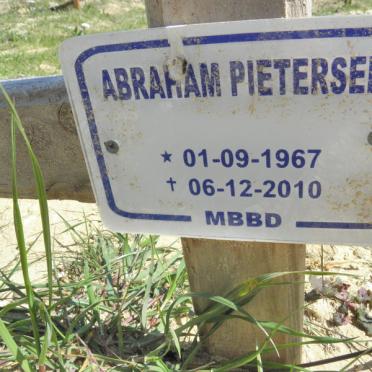 ABRAHAM PIETERSE
★ 01-09-1967
✝ 06-12-2010
MBBD